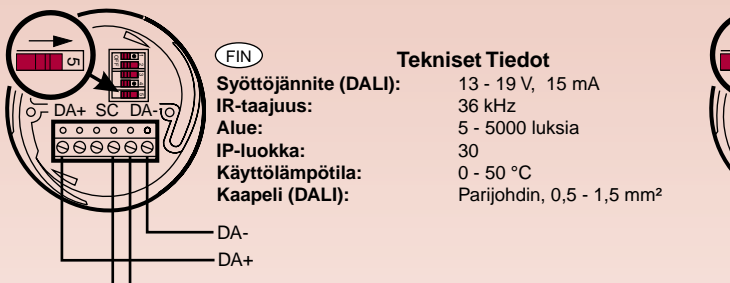 FIN
Tekniset Tiedot
Syöttöjännite (DALI): 13 - 19 V, 15 mA
IR-taajuus: 36 kHz
Alue: 5 - 5000 luksia
IP-luokka: 30
Käyttölämpötila: 0 - 50 °C
Kaapeli (DALI): Parijohdin, 0,5 - 1,5 mm²
5
DA+ SC DA-
DA-
DA+